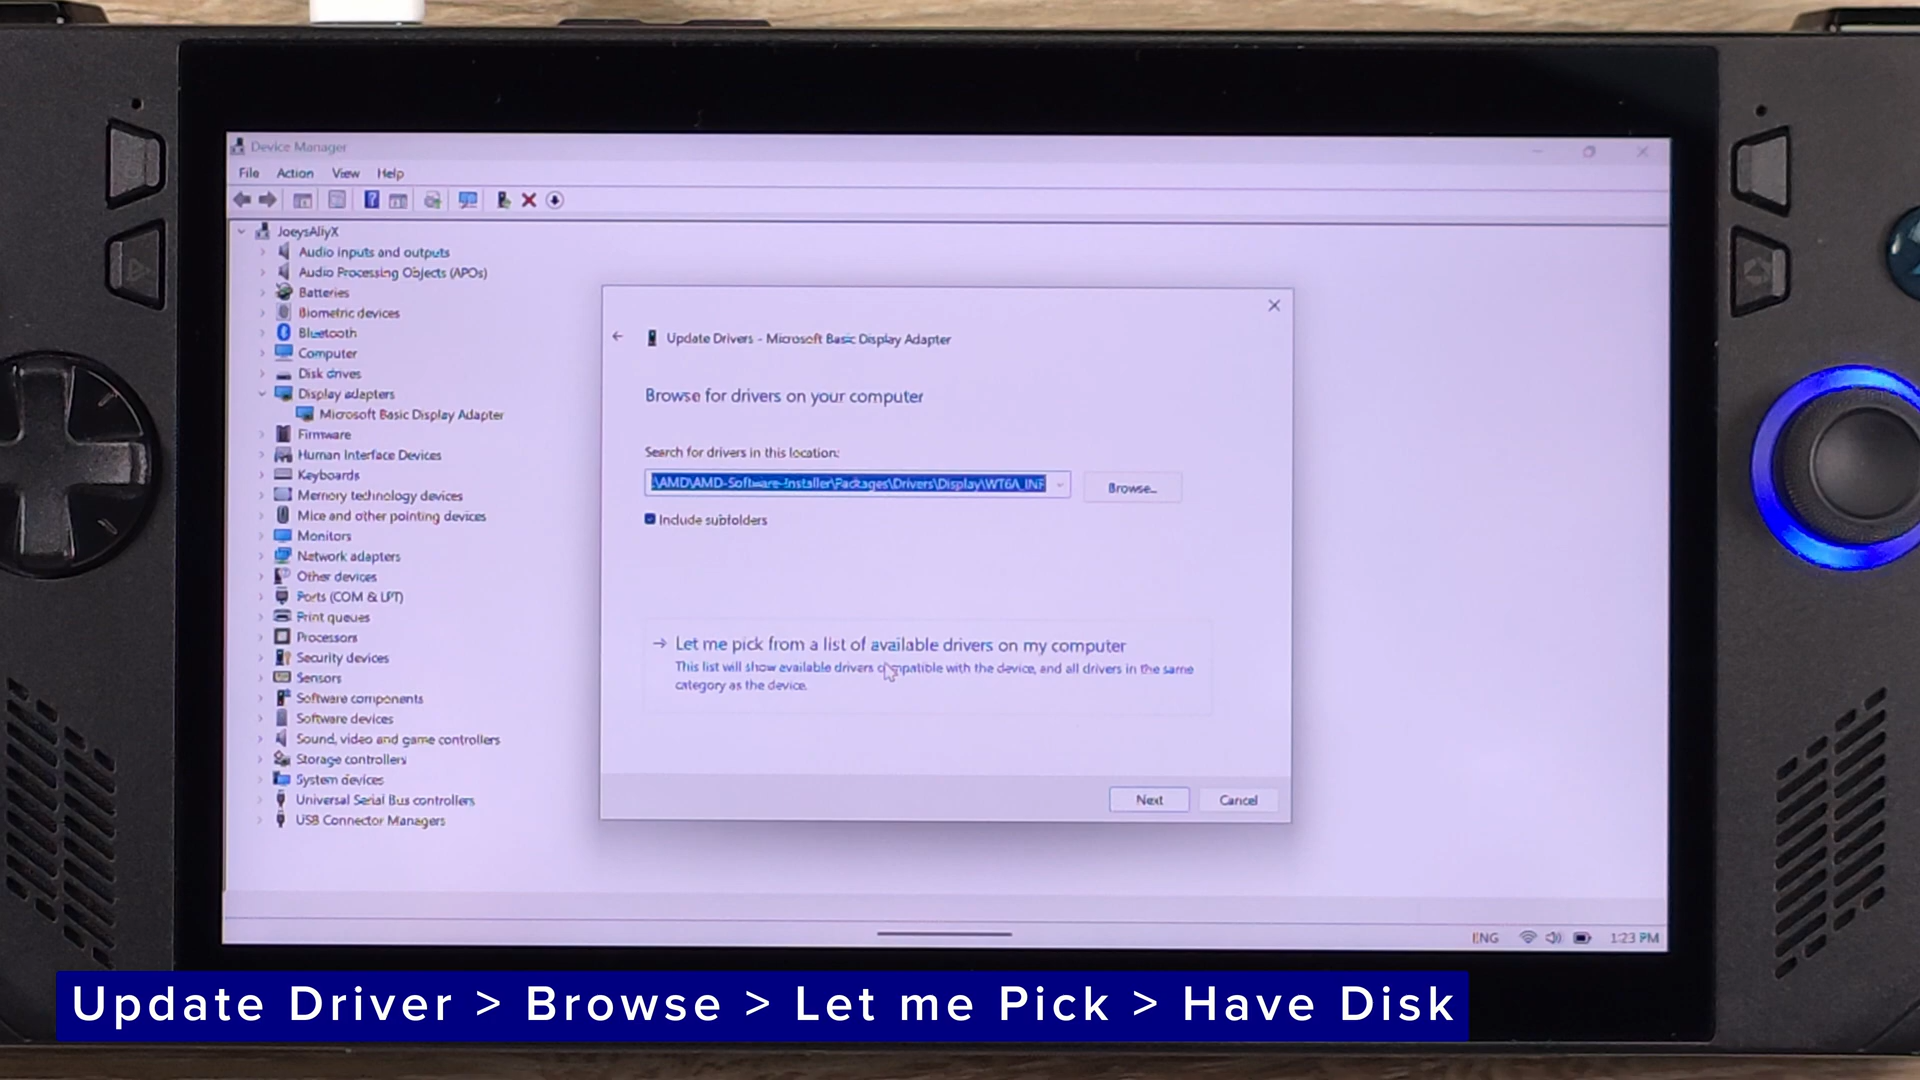 Device Manager
File Action View Help
JoeysAllyX
Audio inputs and outputs
Audio Processing Objects (APOs)
Batteries
Biometric devices
Bluetooth
Computer
Disk drives
Display adapters
Microsoft Basic Display Adapter
Firmware
Human Interface Devices
Keyboards
Memory technology devices
Mice and other pointing devices
Monitors
Network adapters
Other devices
Ports (COM & LPT)
Print queues
Processors
Security devices
Sensors
Software components
Software devices
Sound, video and game controllers
Storage controllers
System devices
Universal Serial Bus controllers
USB Connector Managers
Update Drivers - Microsoft Basic Display Adapter
Browse for drivers on your computer
Search for drivers in this location:
:\AMD\AMD-Software-Installer\Packages\Drivers\Display\WT6A_INF
Browse...
Include subfolders
Let me pick from a list of available drivers on my computer
This list will show available drivers compatible with the device, and all drivers in the same
category as the device.
Next Cancel
ENG 1:23 PM
Update Driver > Browse > Let me Pick > Have Disk